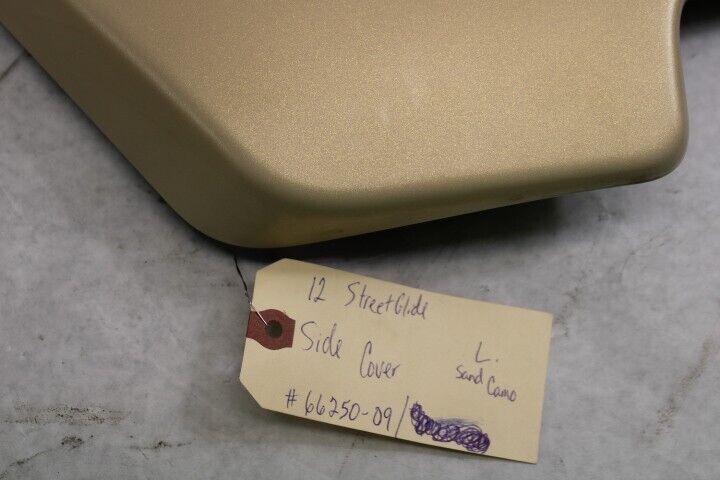 12 StreetGlide
Side Cover
L.
Sand Camo
#66250-09/